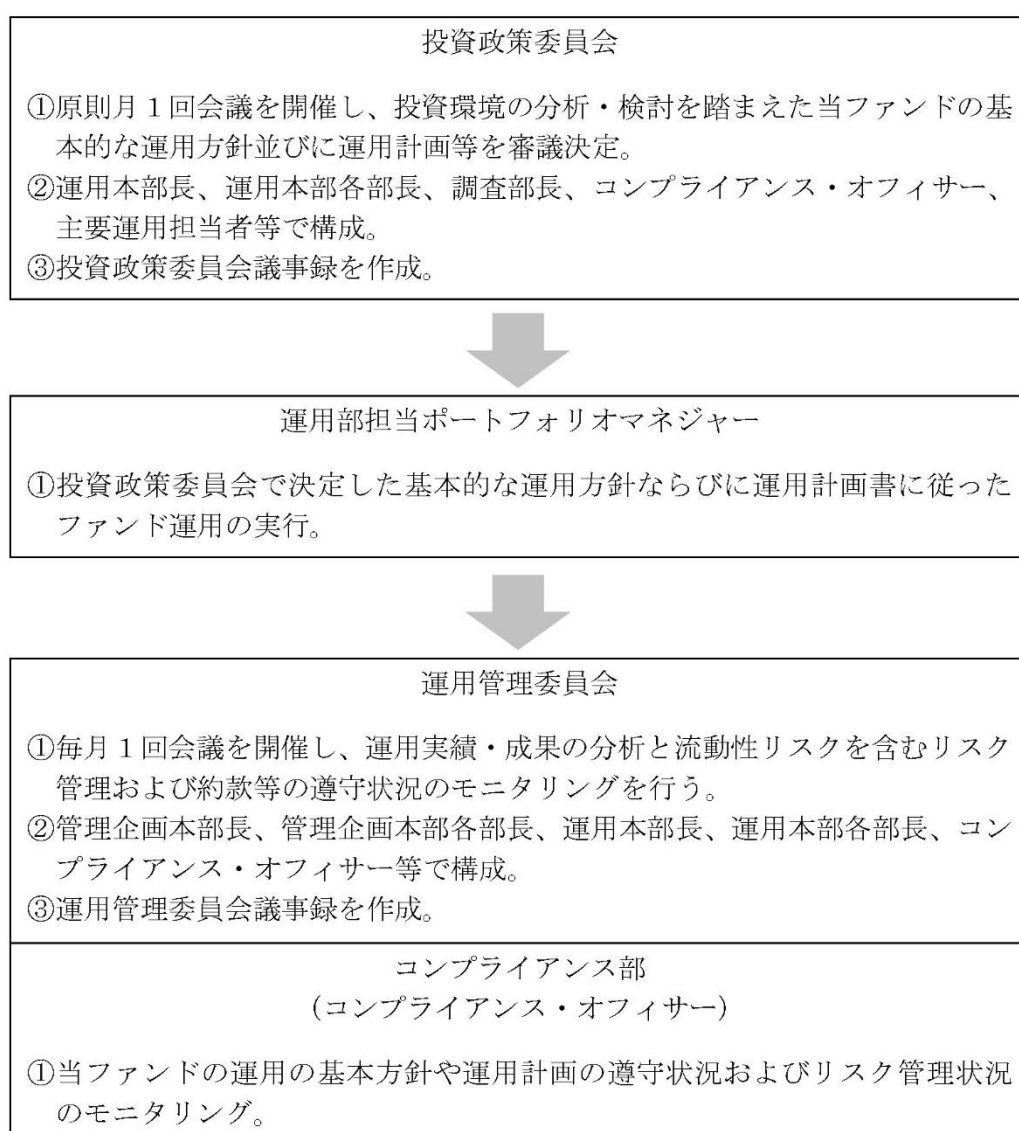 投資政策委員会
①原則月１回会議を開催し、投資環境の分析・検討を踏まえた当ファンドの基
本的な運用方針並びに運用計画等を審議決定。
②運用本部長、運用本部各部長、調査部長、コンプライアンス・オフィサー、
主要運用担当者等で構成。
③投資政策委員会議事録を作成。
運用部担当ポートフォリオマネジャー
①投資政策委員会で決定した基本的な運用方針ならびに運用計画書に従った
ファンド運用の実行。
運用管理委員会
①毎月１回会議を開催し、運用実績・成果の分析と流動性リスクを含むリスク
管理および約款等の遵守状況のモニタリングを行う。
②管理企画本部長、管理企画本部各部長、運用本部長、運用本部各部長、コン
プライアンス・オフィサー等で構成。
③運用管理委員会議事録を作成。
コンプライアンス部
（コンプライアンス・オフィサー）
①当ファンドの運用の基本方針や運用計画の遵守状況およびリスク管理状況
のモニタリング。